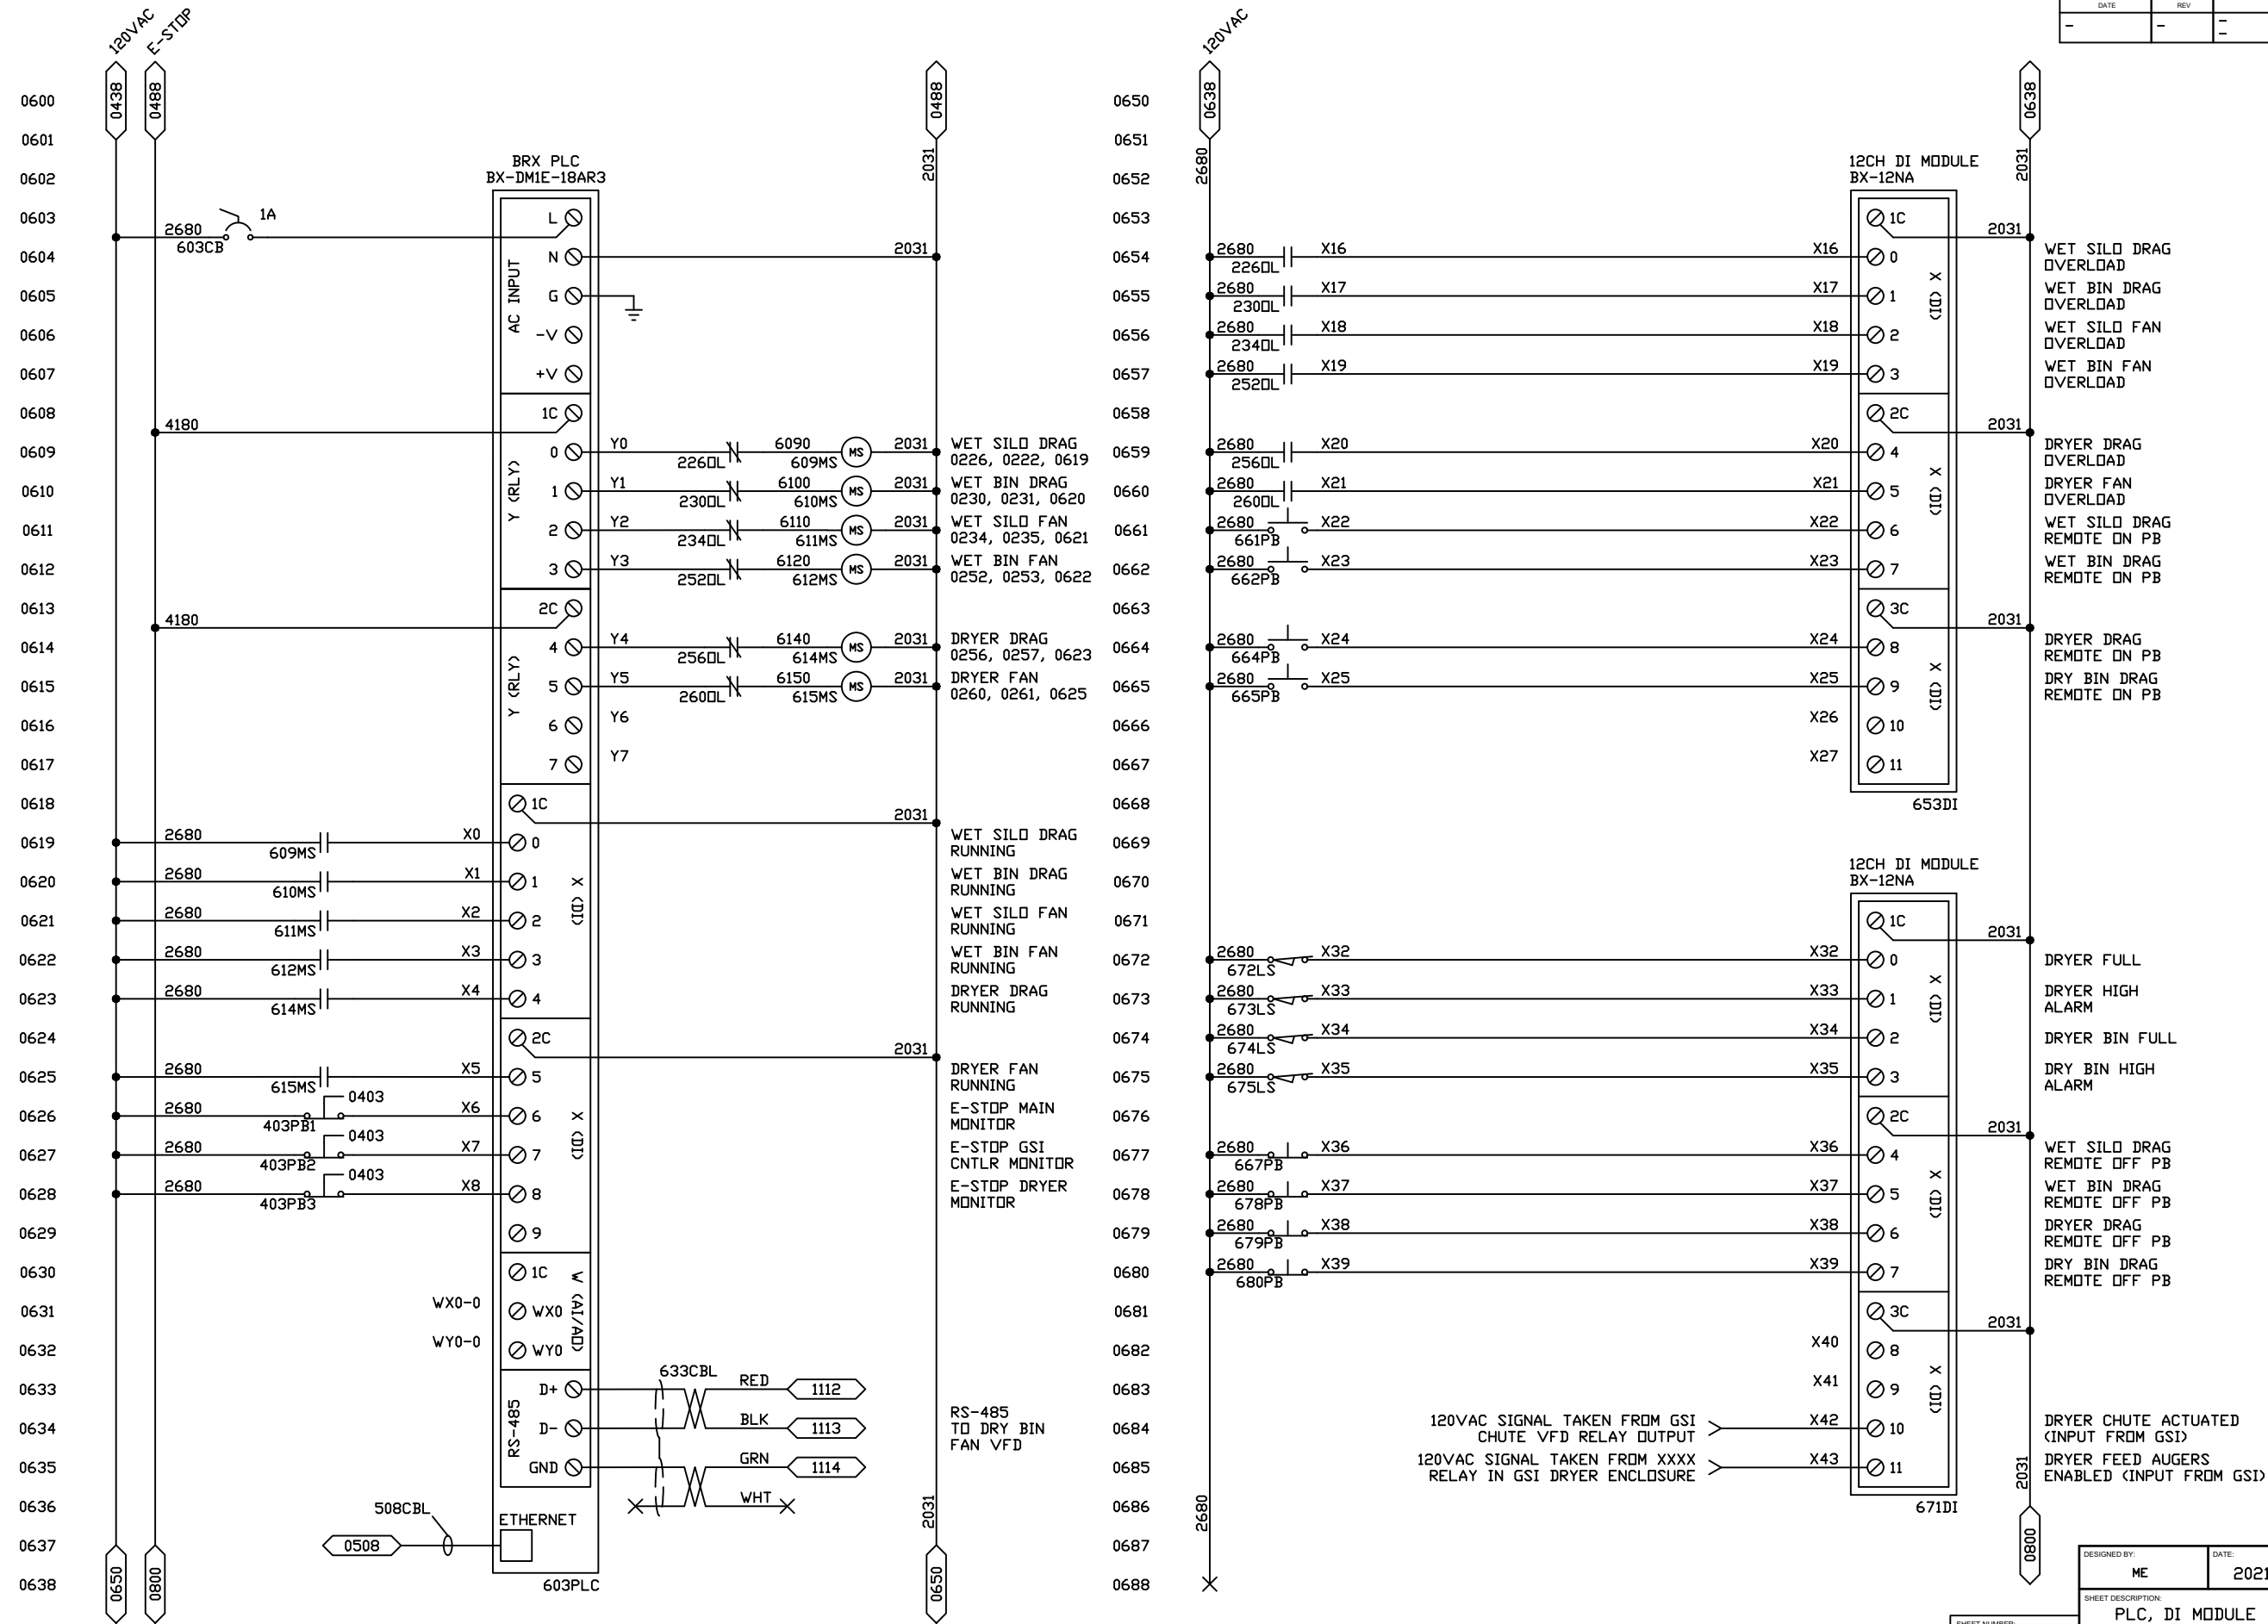 DATE REV
- - -
-
120VAC E-STOP 120VAC
0438 0488 0488 0638 0638
0600
0601
0602
0603
0604
0605
0606
0607
0608
0609
0610
0611
0612
0613
0614
0615
0616
0617
0618
0619
0620
0621
0622
0623
0624
0625
0626
0627
0628
0629
0630
0631
0632
0633
0634
0635
0636
0637
0638
BRX PLC
BX-DM1E-18AR3
2031
AC INPUT
2680 603CB 1A L
N 2031
G
-V
+V
Y (RLY)
4180 1C
0 Y0 226OL 6090 609MS MS 2031 WET SILO DRAG
0226, 0222, 0619
1 Y1 230OL 6100 610MS MS 2031 WET BIN DRAG
0230, 0231, 0620
2 Y2 234OL 6110 611MS MS 2031 WET SILO FAN
0234, 0235, 0621
3 Y3 252OL 6120 612MS MS 2031 WET BIN FAN
0252, 0253, 0622
Y (RLY)
4180 2C
4 Y4 256OL 6140 614MS MS 2031 DRYER DRAG
0256, 0257, 0623
5 Y5 260OL 6150 615MS MS 2031 DRYER FAN
0260, 0261, 0625
6 Y6
7 Y7
X (DI)
1C 2031
2680 609MS X0 0 WET SILO DRAG
RUNNING
2680 610MS X1 1 WET BIN DRAG
RUNNING
2680 611MS X2 2 WET SILO FAN
RUNNING
2680 612MS X3 3 WET BIN FAN
RUNNING
2680 614MS X4 4 DRYER DRAG
RUNNING
X (DI)
2C 2031
2680 615MS X5 5 DRYER FAN
RUNNING
2680 403PB1 0403 X6 6 E-STOP MAIN
MONITOR
2680 403PB2 0403 X7 7 E-STOP GSI
CNTLR MONITOR
2680 403PB3 0403 X8 8 E-STOP DRYER
MONITOR
9
W (AI/AO)
1C
WX0-0 WX0
WY0-0 WY0
RS-485
633CBL
D+ RED 1112
D- BLK 1113
RS-485
TO DRY BIN
FAN VFD
GND GRN 1114
WHT
508CBL
ETHERNET
0508
603PLC
2031
0650 0800 0650
0650
0651
0652
0653
0654
0655
0656
0657
0658
0659
0660
0661
0662
0663
0664
0665
0666
0667
0668
0669
0670
0671
0672
0673
0674
0675
0676
0677
0678
0679
0680
0681
0682
0683
0684
0685
0686
0687
0688
2680
12CH DI MODULE
BX-12NA
2031
X (DI)
1C 2031
2680 226OL X16 X16 0 WET SILO DRAG
OVERLOAD
2680 230OL X17 X17 1 WET BIN DRAG
OVERLOAD
2680 234OL X18 X18 2 WET SILO FAN
OVERLOAD
2680 252OL X19 X19 3 WET BIN FAN
OVERLOAD
X (DI)
2C 2031
2680 256OL X20 X20 4 DRYER DRAG
OVERLOAD
2680 260OL X21 X21 5 DRYER FAN
OVERLOAD
2680 661PB X22 X22 6 WET SILO DRAG
REMOTE ON PB
2680 662PB X23 X23 7 WET BIN DRAG
REMOTE ON PB
X (DI)
3C 2031
2680 664PB X24 X24 8 DRYER DRAG
REMOTE ON PB
2680 665PB X25 X25 9 DRY BIN DRAG
REMOTE ON PB
X26 10
X27 11
653DI
12CH DI MODULE
BX-12NA
X (DI)
1C 2031
2680 672LS X32 X32 0 DRYER FULL
2680 673LS X33 X33 1 DRYER HIGH
ALARM
2680 674LS X34 X34 2 DRYER BIN FULL
2680 675LS X35 X35 3 DRY BIN HIGH
ALARM
X (DI)
2C 2031
2680 667PB X36 X36 4 WET SILO DRAG
REMOTE OFF PB
2680 678PB X37 X37 5 WET BIN DRAG
REMOTE OFF PB
2680 679PB X38 X38 6 DRYER DRAG
REMOTE OFF PB
2680 680PB X39 X39 7 DRY BIN DRAG
REMOTE OFF PB
X (DI)
3C 2031
X40 8
X41 9
120VAC SIGNAL TAKEN FROM GSI
CHUTE VFD RELAY OUTPUT
X42 10 DRYER CHUTE ACTUATED
(INPUT FROM GSI)
120VAC SIGNAL TAKEN FROM XXXX
RELAY IN GSI DRYER ENCLOSURE
X43 11 DRYER FEED AUGERS
ENABLED (INPUT FROM GSI)
671DI
2680
2031
0800
DESIGNED BY: DATE:
ME 2021
SHEET DESCRIPTION:
PLC, DI MODULE
SHEET NUMBER: